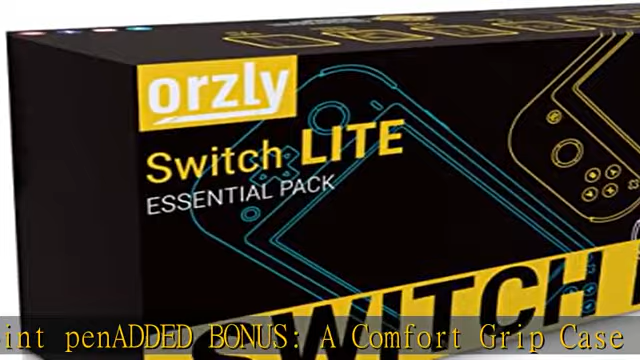 orzly
Switch LITE
ESSENTIAL PACK
SWITCH
int penADDED BONUS: A Comfort Grip Case